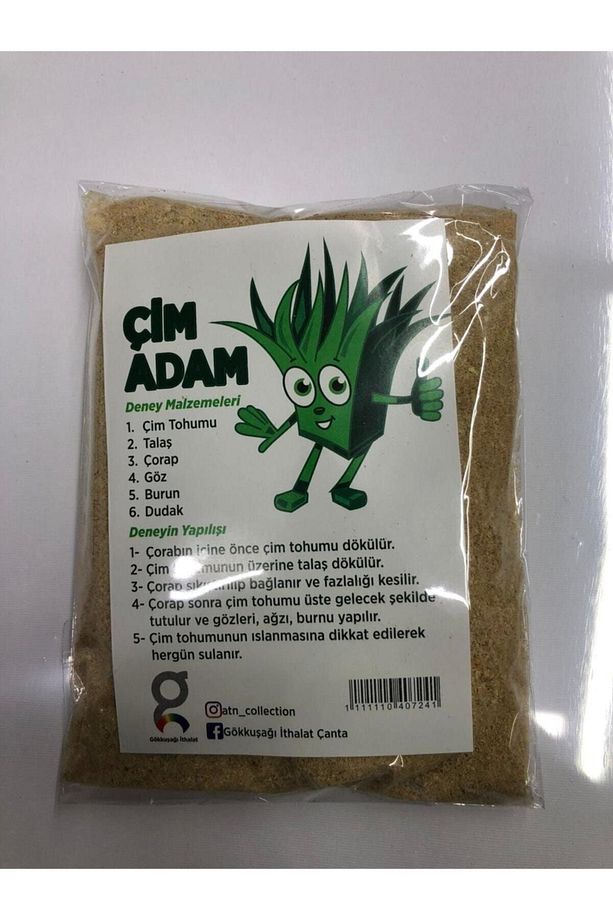 ÇİM
ADAM
Deney Malzemeleri
1. Çim Tohumu
2. Talaş
3. Çorap
4. Göz
5. Burun
6. Dudak
Deneyin Yapılışı
1- Çorabın içine önce çim tohumu dökülür.
2- Çim üzerine talaş dökülür.
3- Çorap bağlanır ve fazlalığı kesilir.
4- Çorap sonra çim tohumu üste gelecek şekilde
tutulur ve gözleri, ağzı, burnu yapılır.
5- Çim tohumunun ıslanmasına dikkat edilerek
hergün sulanır.
Gökkuşağı İthalat
atn_collection
Gökkuşağı İthalat Çanta
1 111110 407241